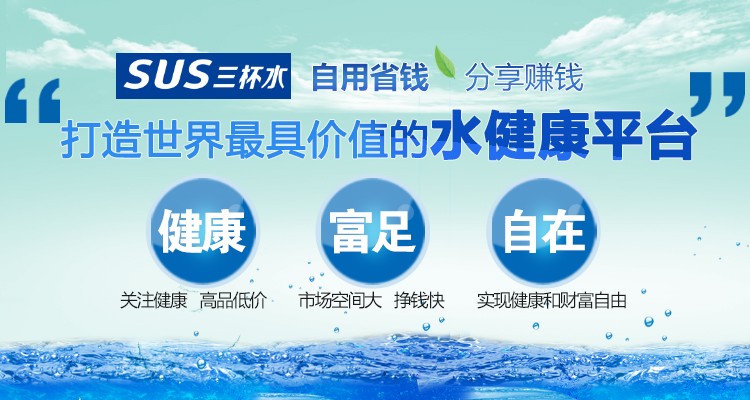 SUS三杯水 自用省钱 分享赚钱
“打造世界最具价值的水健康平台”
健康 富足 自在
关注健康 高品低价 市场空间大 挣钱快 实现健康和财富自由